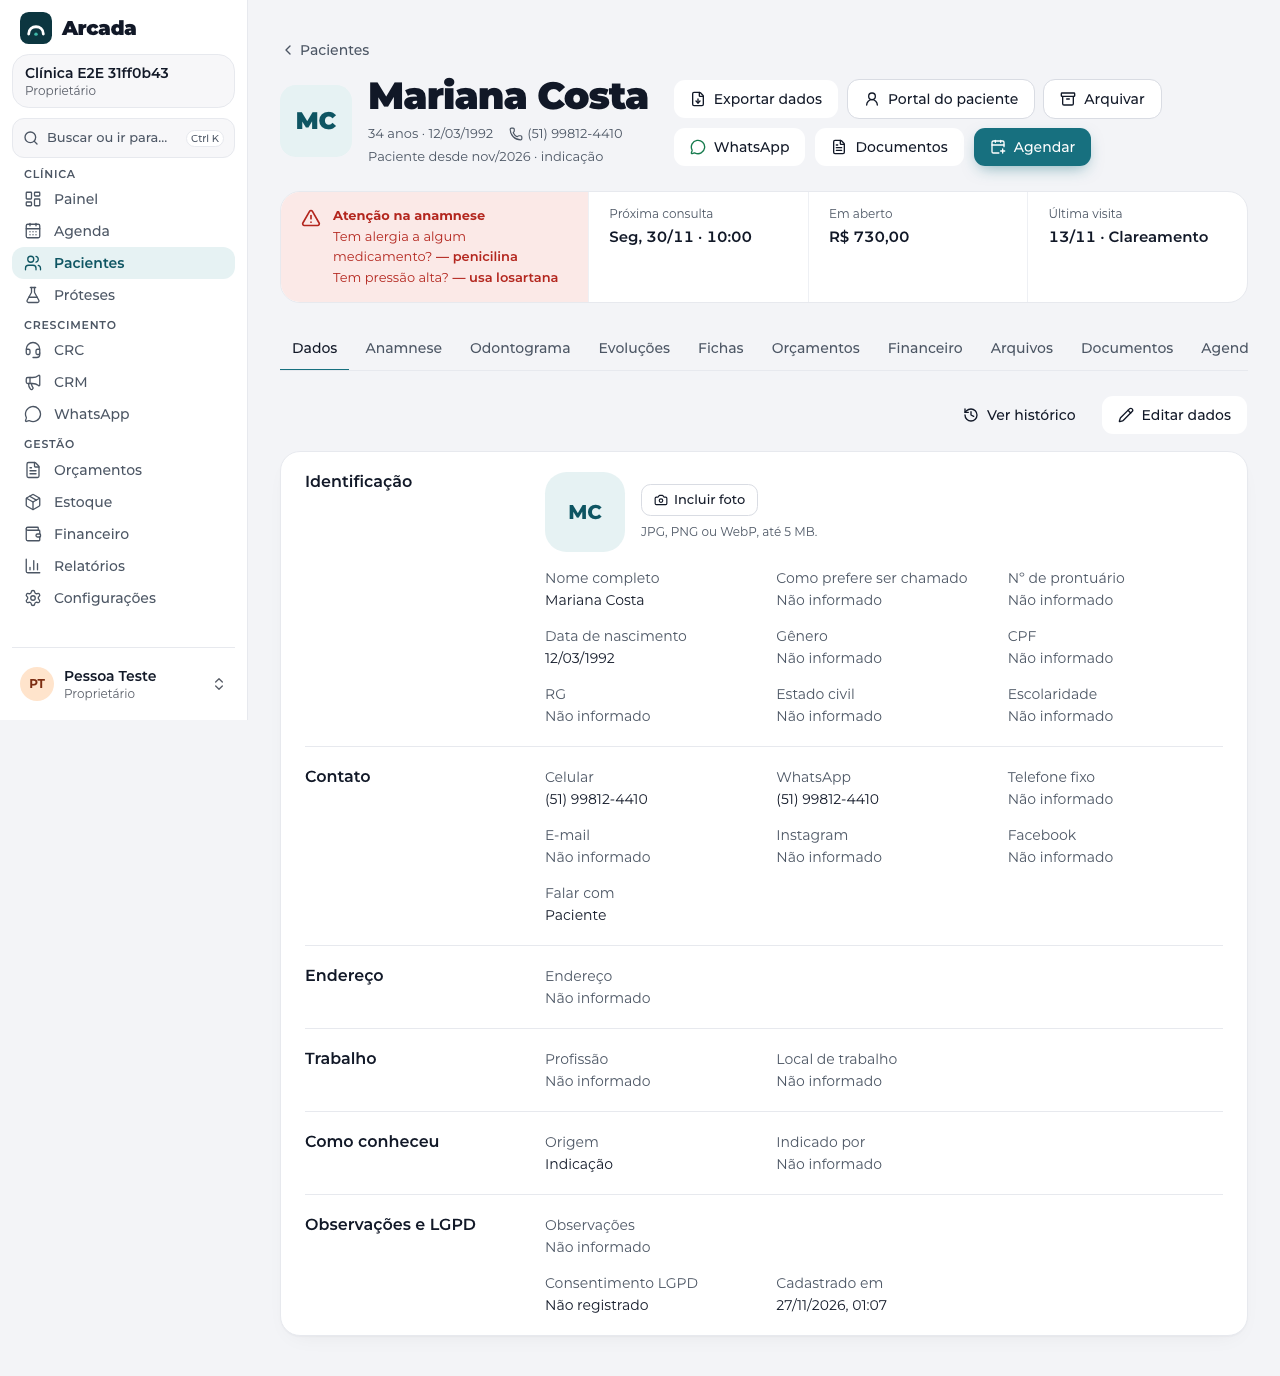 Arcada
Clínica E2E 31ff0b43
Proprietário
Buscar ou ir para... Ctrl K
CLÍNICA
Painel
Agenda
Pacientes
Próteses
CRESCIMENTO
CRC
CRM
WhatsApp
GESTÃO
Orçamentos
Estoque
Financeiro
Relatórios
Configurações
PT
Pessoa Teste
Proprietário
Pacientes
MC
Mariana Costa
34 anos · 12/03/1992 (51) 99812-4410
Paciente desde nov/2026 · indicação
Exportar dados
Portal do paciente
Arquivar
WhatsApp
Documentos
Agendar
Atenção na anamnese
Tem alergia a algum
medicamento? — penicilina
Tem pressão alta? — usa losartana
Próxima consulta
Seg, 30/11 · 10:00
Em aberto
R$ 730,00
Última visita
13/11 · Clareamento
Dados Anamnese Odontograma Evoluções Fichas Orçamentos Financeiro Arquivos Documentos Agend
Ver histórico
Editar dados
Identificação
MC
Incluir foto
JPG, PNG ou WebP, até 5 MB.
Nome completo Como prefere ser chamado Nº de prontuário
Mariana Costa Não informado Não informado
Data de nascimento Gênero CPF
12/03/1992 Não informado Não informado
RG Estado civil Escolaridade
Não informado Não informado Não informado
Contato
Celular WhatsApp Telefone fixo
(51) 99812-4410 (51) 99812-4410 Não informado
E-mail Instagram Facebook
Não informado Não informado Não informado
Falar com
Paciente
Endereço
Endereço
Não informado
Trabalho
Profissão Local de trabalho
Não informado Não informado
Como conheceu
Origem Indicado por
Indicação Não informado
Observações e LGPD
Observações
Não informado
Consentimento LGPD Cadastrado em
Não registrado 27/11/2026, 01:07